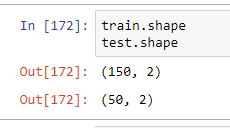 In [172]: train.shape
test.shape
Out[172]: (150, 2)
Out[172]: (50, 2)